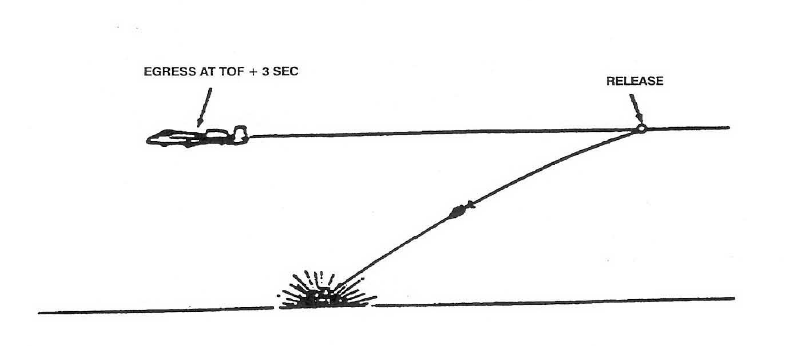 EGRESS AT TOF + 3 SEC
RELEASE